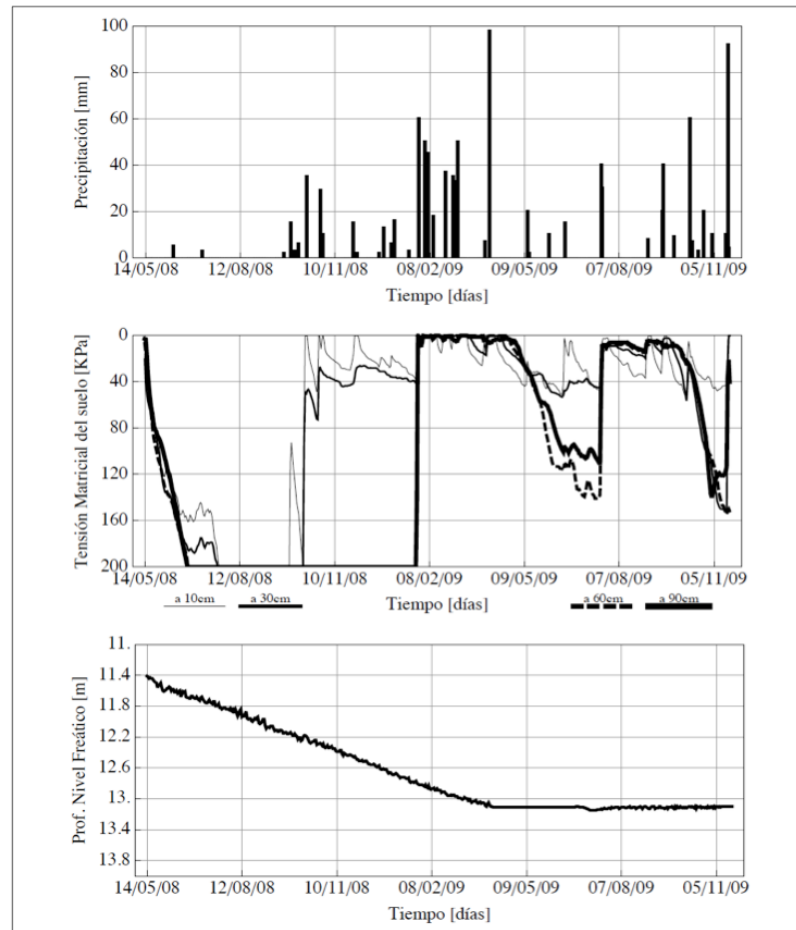 Precipitación [mm]
100
80
60
40
20
0
14/05/08 12/08/08 10/11/08 08/02/09 09/05/09 07/08/09 05/11/09
Tiempo [días]
Tensión Matricial del suelo [KPa]
0
40
80
120
160
200
14/05/08 12/08/08 10/11/08 08/02/09 09/05/09 07/08/09 05/11/09
a 10cm a 30cm Tiempo [días] a 60cm a 90cm
Prof. Nivel Freático [m]
11.
11.4
11.8
12.2
12.6
13.
13.4
13.8
14/05/08 12/08/08 10/11/08 08/02/09 09/05/09 07/08/09 05/11/09
Tiempo [días]